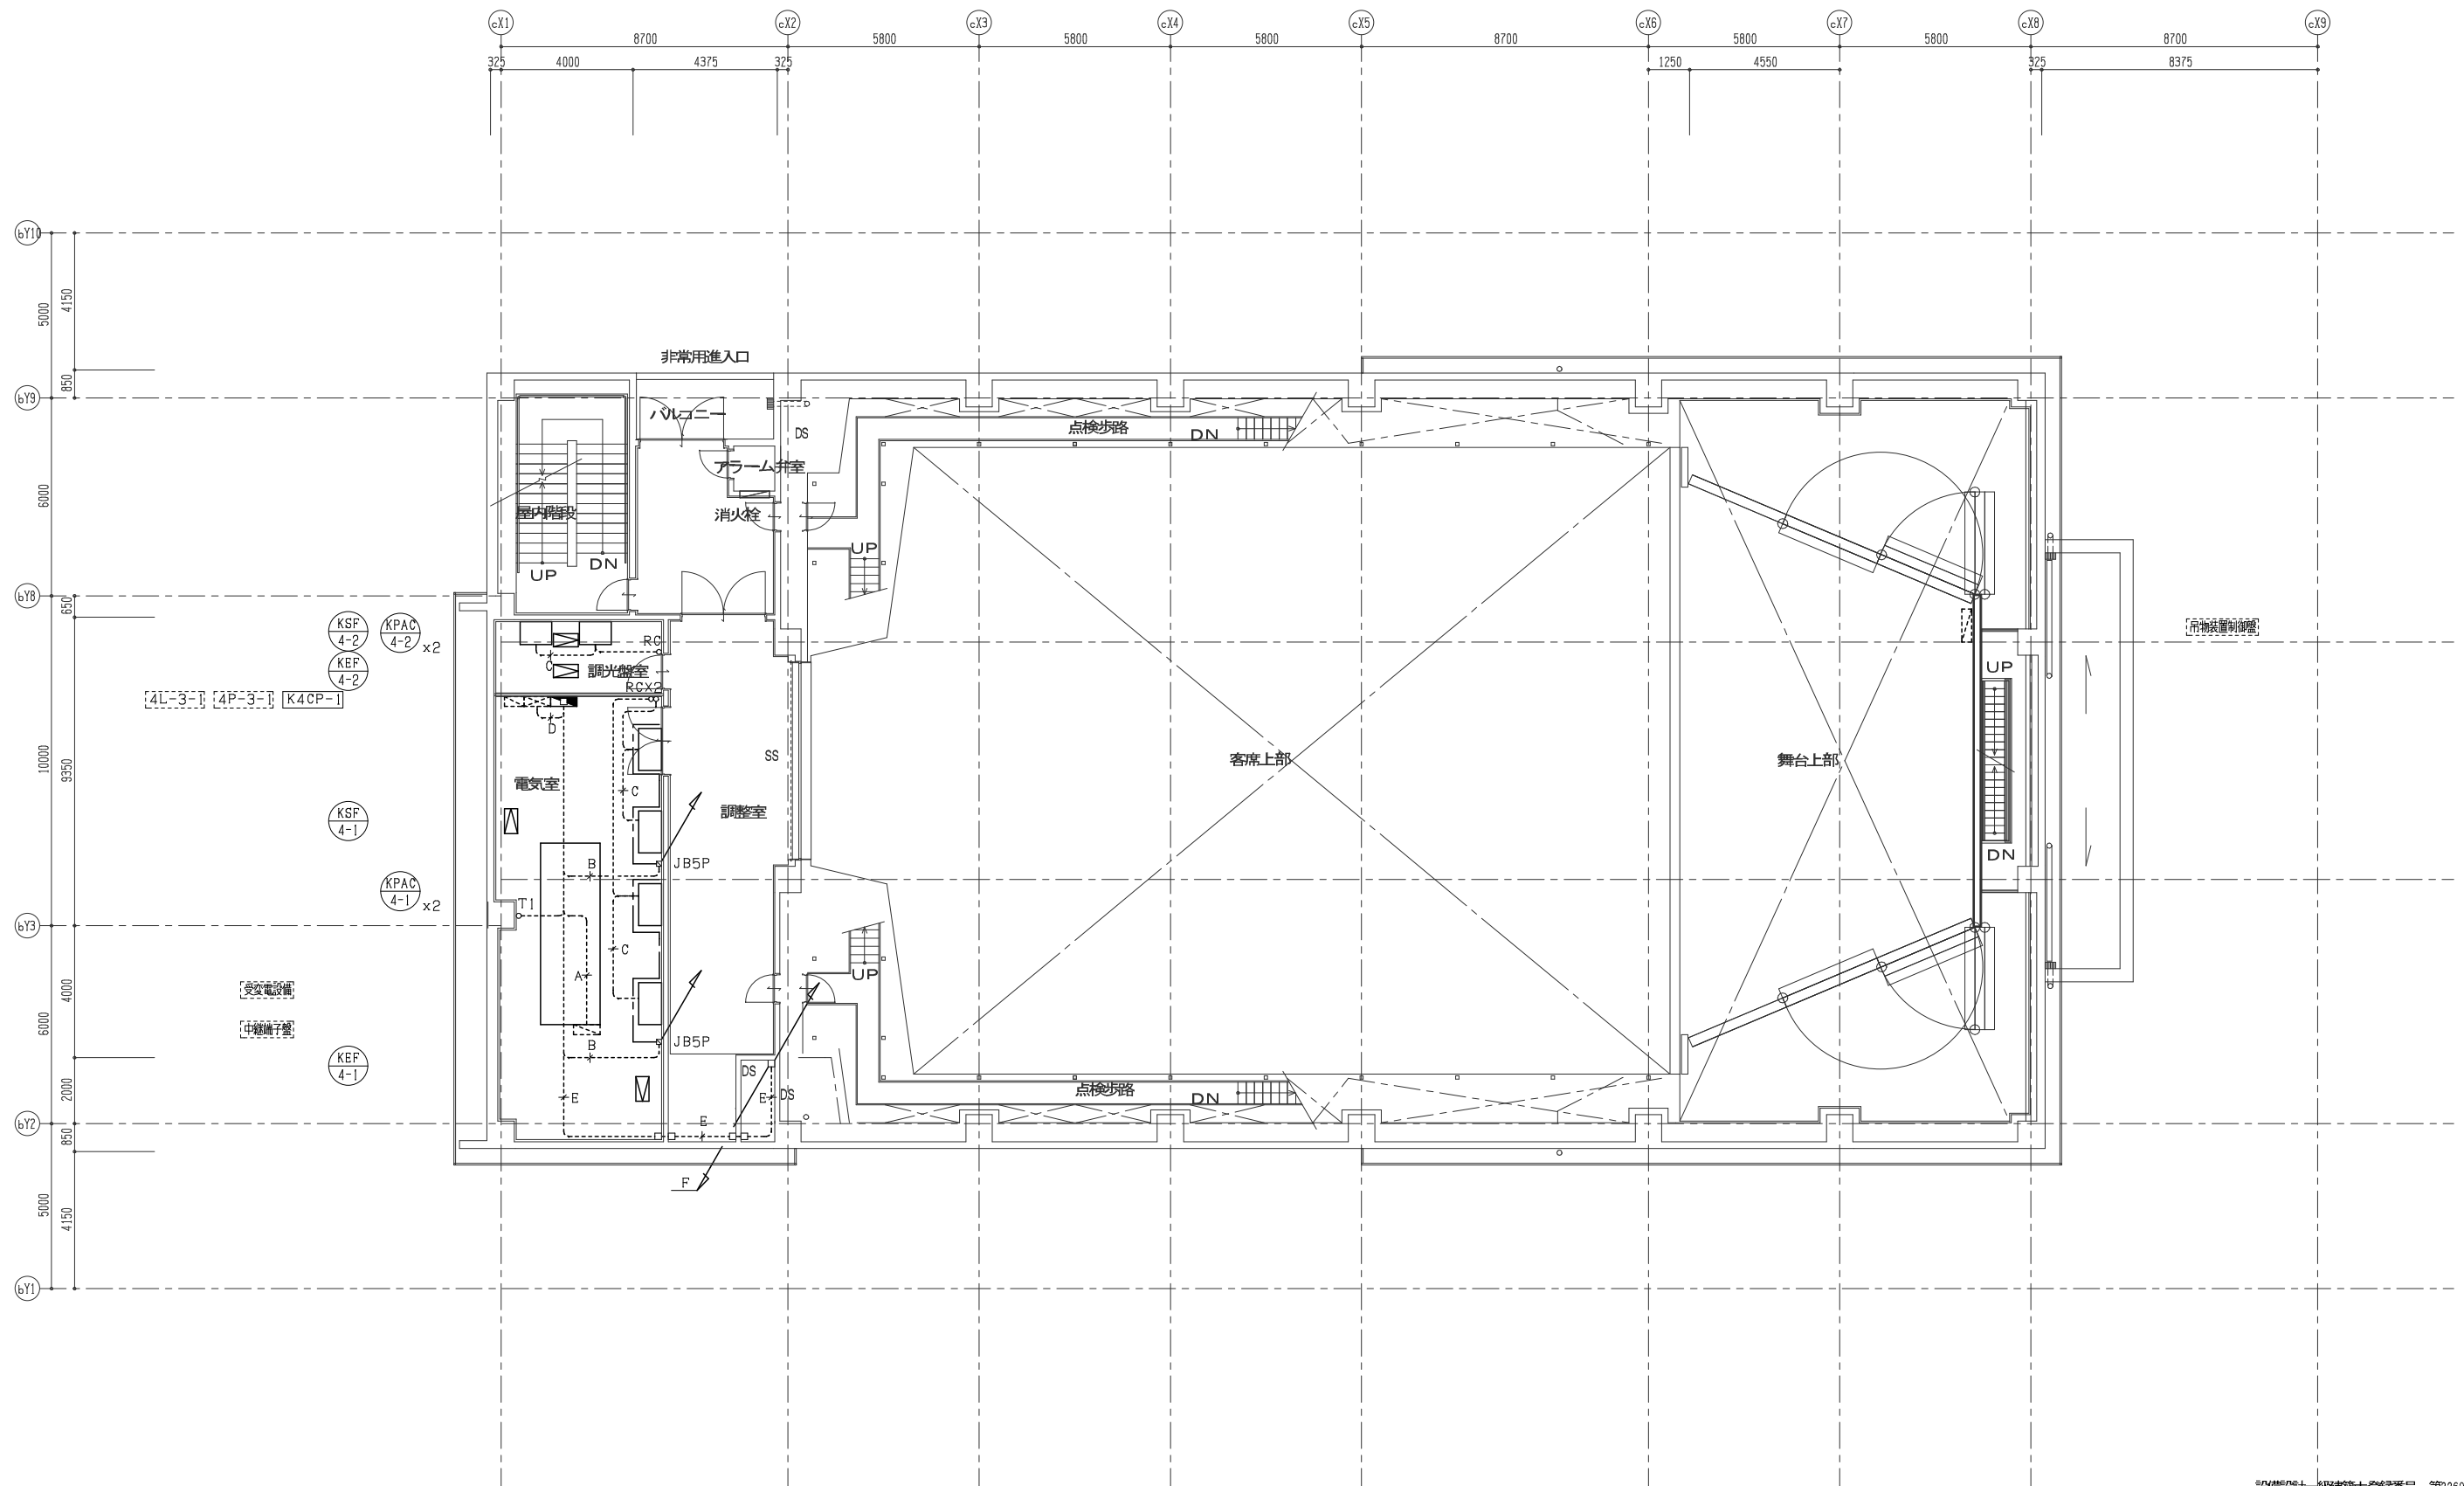 cX1 cX2 cX3 cX4 cX5 cX6 cX7 cX8 cX9
8700 5800 5800 5800 8700 5800 5800 8700
325 4000 4375 325 1250 4550 325 8375
bY10
5000 4150
非常用進入口
850
bY9
バルコニー
DS
点検歩路
DN
アラーム弁室
6000
屋内階段
消火栓
UP
DN
UP
bY8
650
KSF
4-2
KPAC
4-2
x2
RC
吊物装置制御盤
KEF
4-2
C
調光盤室
UP
RCX2
4L-3-1 4P-3-1 K4CP-1
D
SS
10000 9350
客席上部
舞台上部
電気室
C
調整室
KSF
4-1
B
JB5P
DN
KPAC
4-1
x2
T1
bY3
C
A
UP
受変電設備
4000
6000
中継端子盤
JB5P
B
KEF
4-1
DS
2000
点検歩路
E
E
DS
DN
bY2
E
850
F
5000 4150
bY1